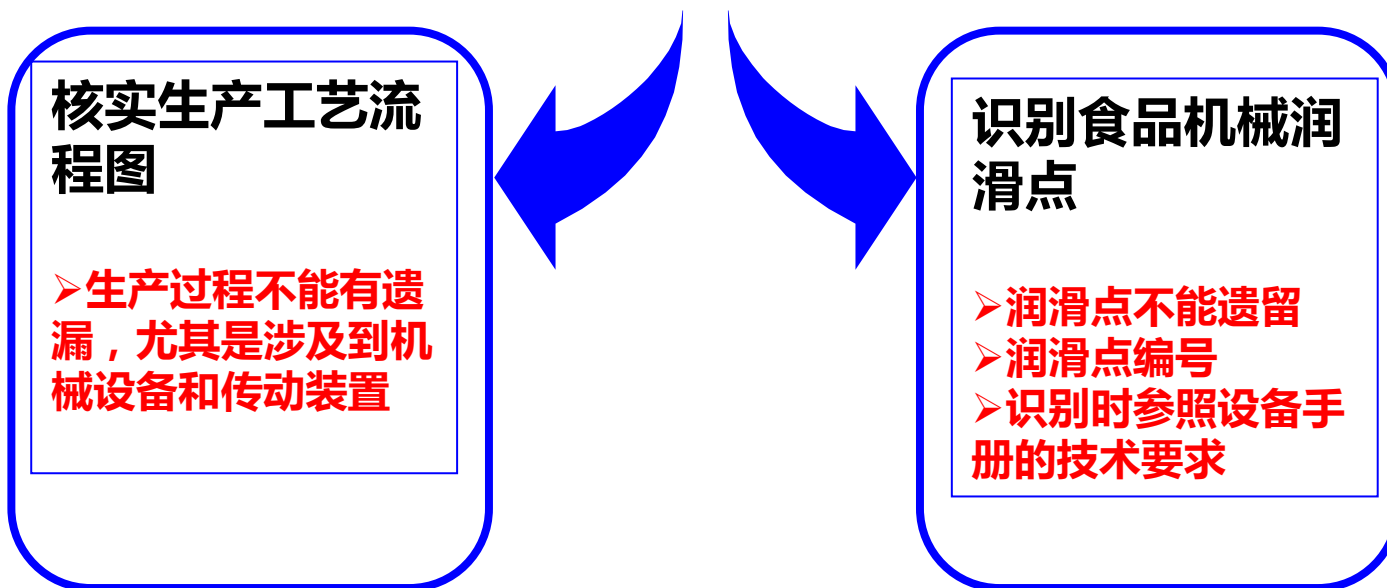 核实生产工艺流
程图
➢生产过程不能有遗
漏，尤其是涉及到机
械设备和传动装置
识别食品机械润
滑点
➢润滑点不能遗留
➢润滑点编号
➢识别时参照设备手
册的技术要求